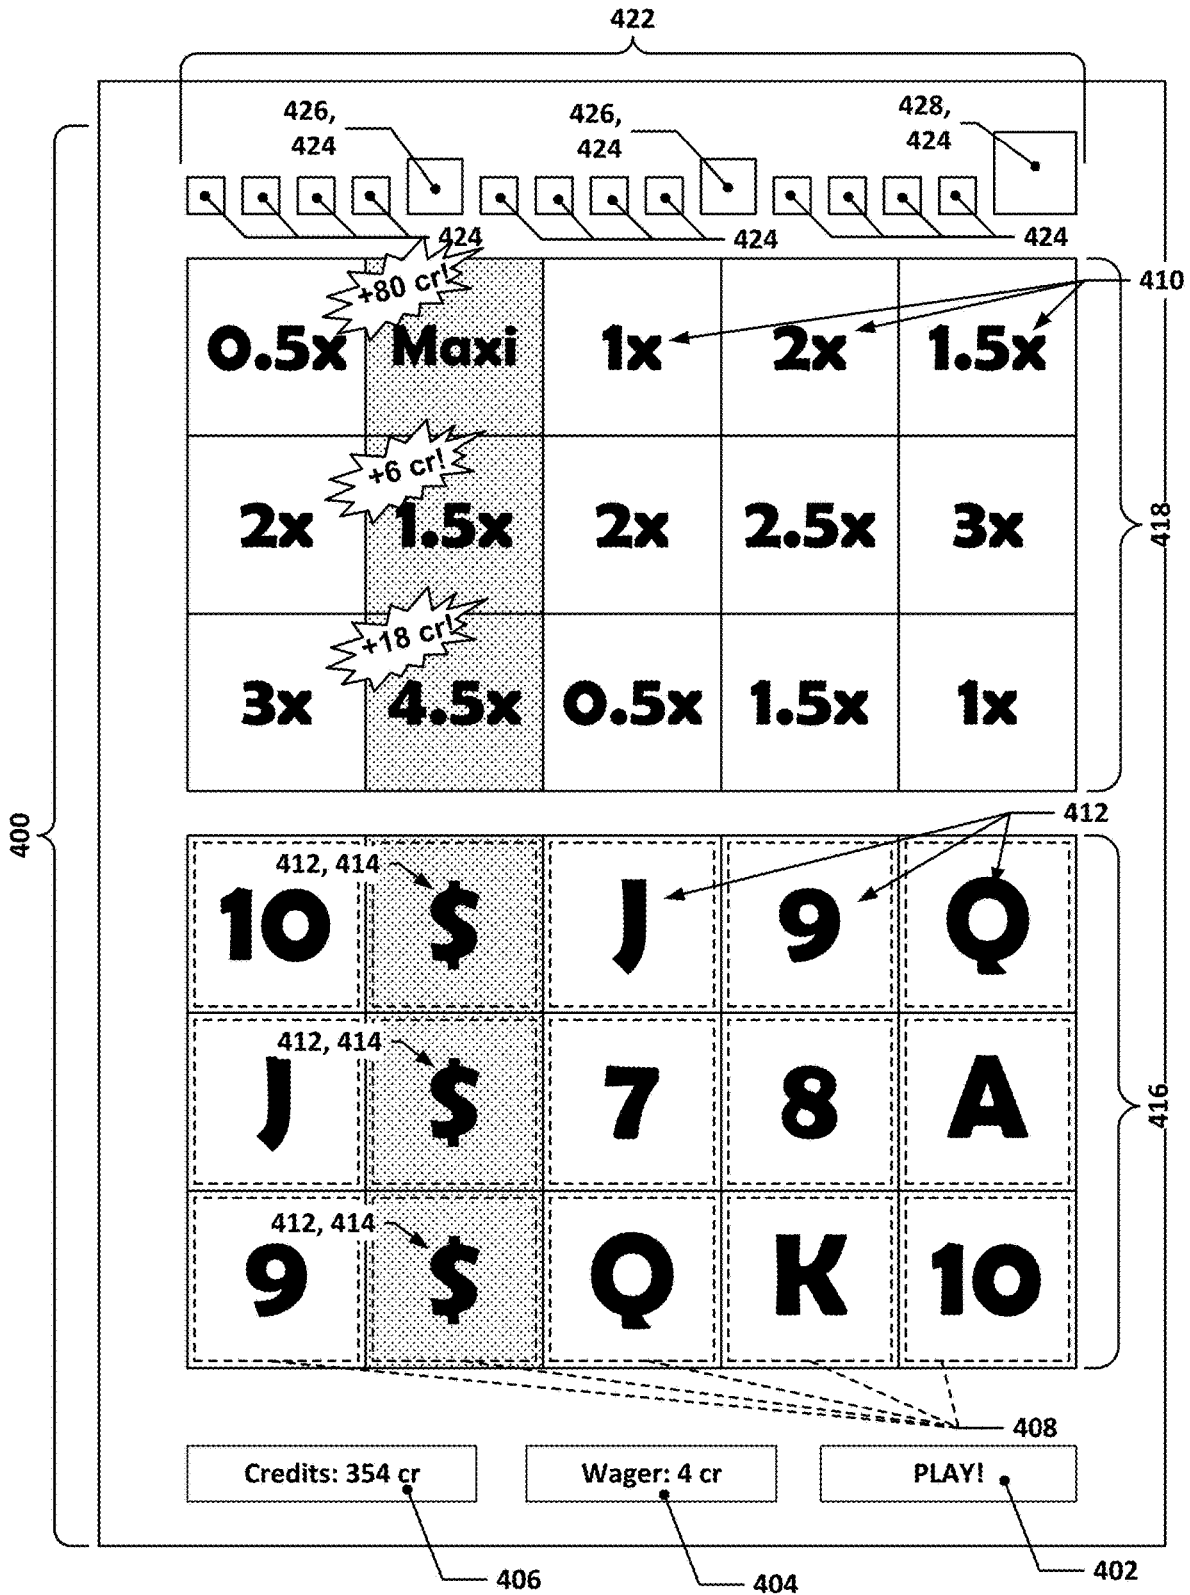 422
426,
424
426,
424
428,
424
424
424
424
+80 cr!
410
0.5x Maxi 1x 2x 1.5x
+6 cr!
2x 1.5x 2x 2.5x 3x
418
+18 cr!
3x 4.5x 0.5x 1.5x 1x
400
412
412, 414
10 $ J 9 Q
412, 414
J $ 7 8 A
416
412, 414
9 $ Q K 10
408
Credits: 354 cr Wager: 4 cr PLAY!
406 404 402